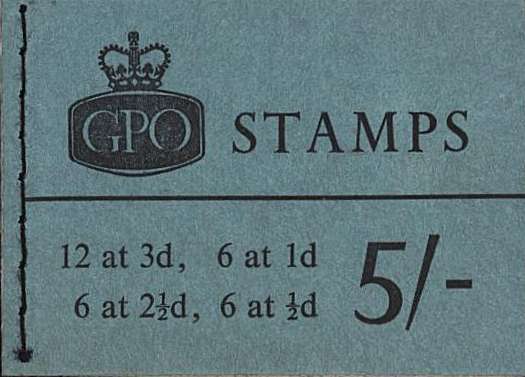 GPO STAMPS
12 at 3d, 6 at 1d
6 at 2½d, 6 at ½d
5/-